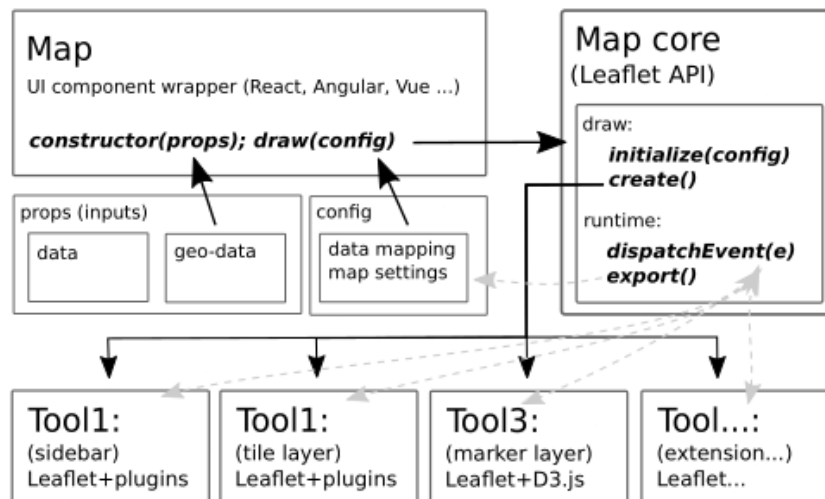 Map
UI component wrapper (React, Angular, Vue ...)
constructor(props); draw(config)
Map core
(Leaflet API)
draw:
initialize(config)
create()
runtime:
dispatchEvent(e)
export()
props (inputs)
data
geo-data
config
data mapping
map settings
Tool1:
(sidebar)
Leaflet+plugins
Tool1:
(tile layer)
Leaflet+plugins
Tool3:
(marker layer)
Leaflet+D3.js
Tool...:
(extension...)
Leaflet...